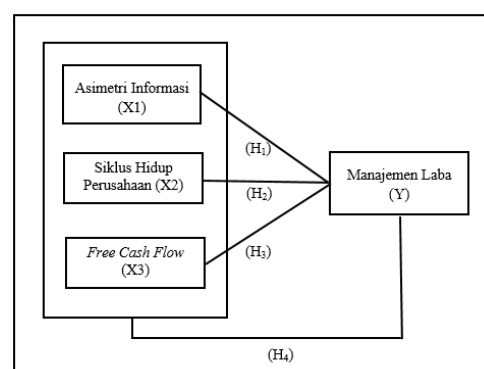 Asimetri Informasi
(X1)
(H₁)
Siklus Hidup
Perusahaan (X2)
(H₂)
Manajemen Laba
(Y)
Free Cash Flow
(X3)
(H₃)
(H₄)